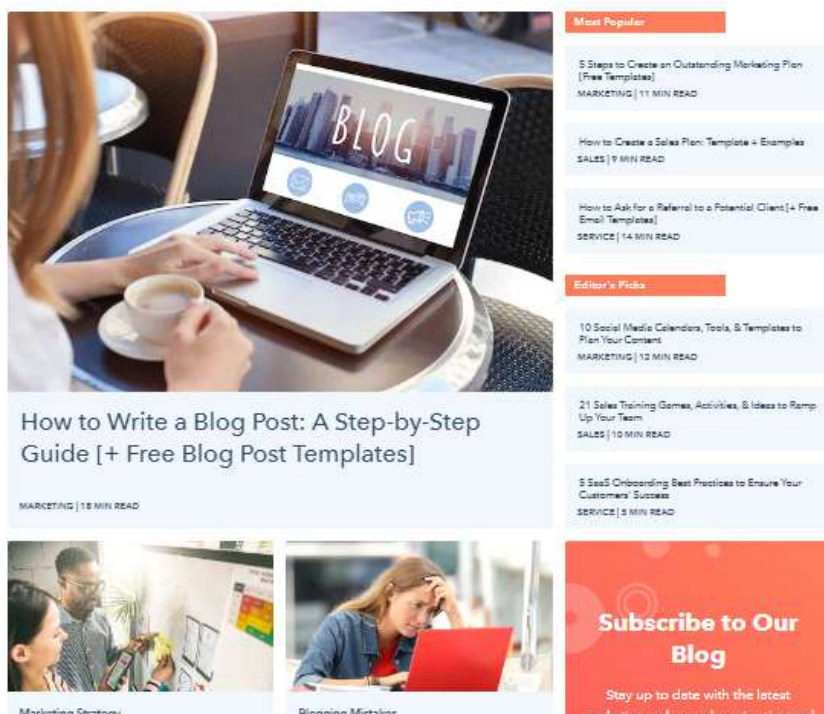 BLOG
How to Write a Blog Post: A Step-by-Step
Guide [+ Free Blog Post Templates]
MARKETING | 18 MIN READ
Most Popular
5 Steps to Create an Outstanding Marketing Plan
[Free Templates]
MARKETING | 11 MIN READ
How to Create a Sales Plan: Template + Examples
SALES | 9 MIN READ
How to Ask for a Referral to a Potential Client [+ Free
Email Templates]
SERVICE | 14 MIN READ
Editor's Picks
10 Social Media Calendars, Tools, & Templates to
Plan Your Content
MARKETING | 12 MIN READ
21 Sales Training Games, Activities, & Ideas to Ramp
Up Your Team
SALES | 10 MIN READ
5 SaaS Onboarding Best Practices to Ensure Your
Customers' Success
SERVICE | 5 MIN READ
Marketing Strategy
Blogging Mistakes
Subscribe to Our
Blog
Stay up to date with the latest